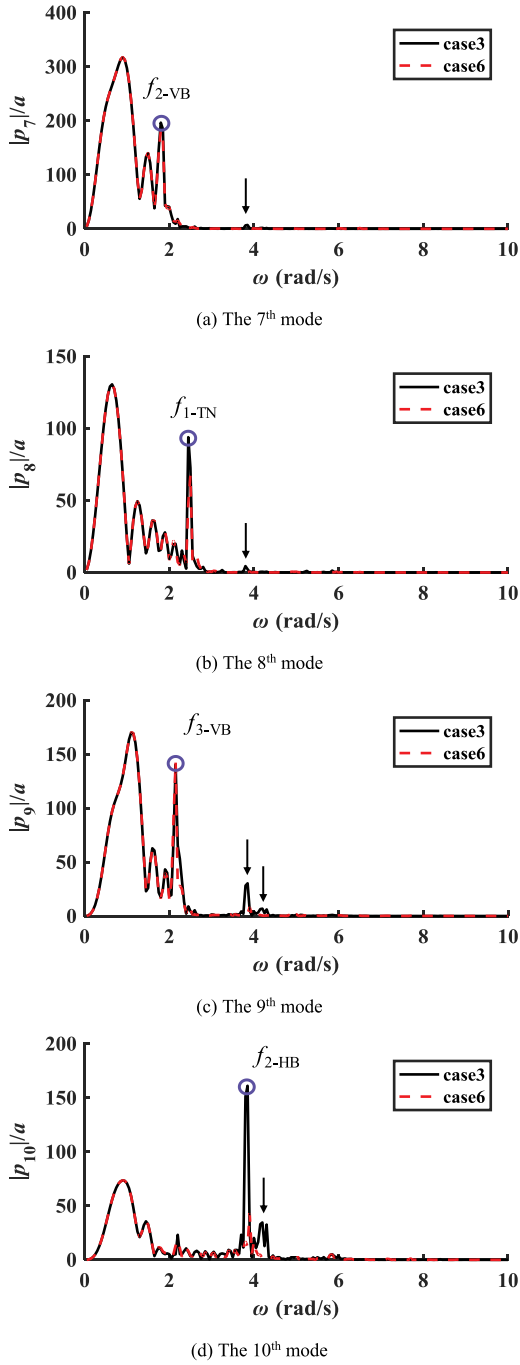 400
300
200
100
0
|p7|/a
f2-VB
case3
case6
0 2 4 6 8 10
ω (rad/s)
(a) The 7th mode
150
100
50
0
|p8|/a
f1-TN
case3
case6
0 2 4 6 8 10
ω (rad/s)
(b) The 8th mode
200
150
100
50
0
|p9|/a
f3-VB
case3
case6
0 2 4 6 8 10
ω (rad/s)
(c) The 9th mode
200
150
100
50
0
|p10|/a
f2-HB
case3
case6
0 2 4 6 8 10
ω (rad/s)
(d) The 10th mode